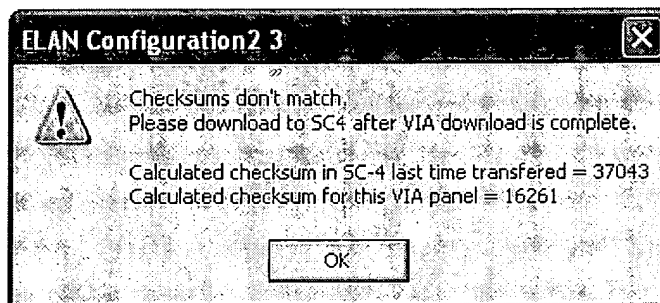 ELAN Configuration2 3
Checksums don't match.
Please download to SC4 after VIA download is complete.
Calculated checksum in SC-4 last time transfered = 37043
Calculated checksum for this VIA panel = 16261
OK